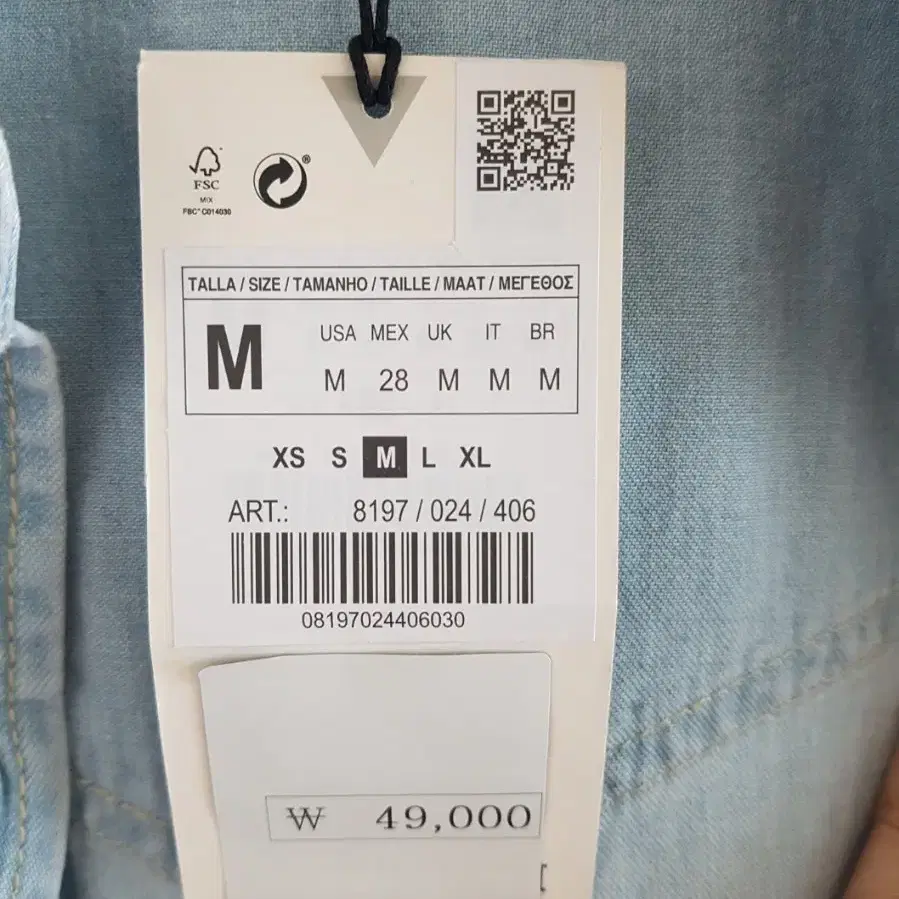 FSC
MIX
FSC® C014030
®
TALLA / SIZE / TAMANHO / TAILLE / MAAT / ΜΕΓΕΘΟΣ
M
USA MEX UK IT BR
M 28 M M M
XS S M L XL
ART.: 8197 / 024 / 406
08197024406030
₩ 49,000